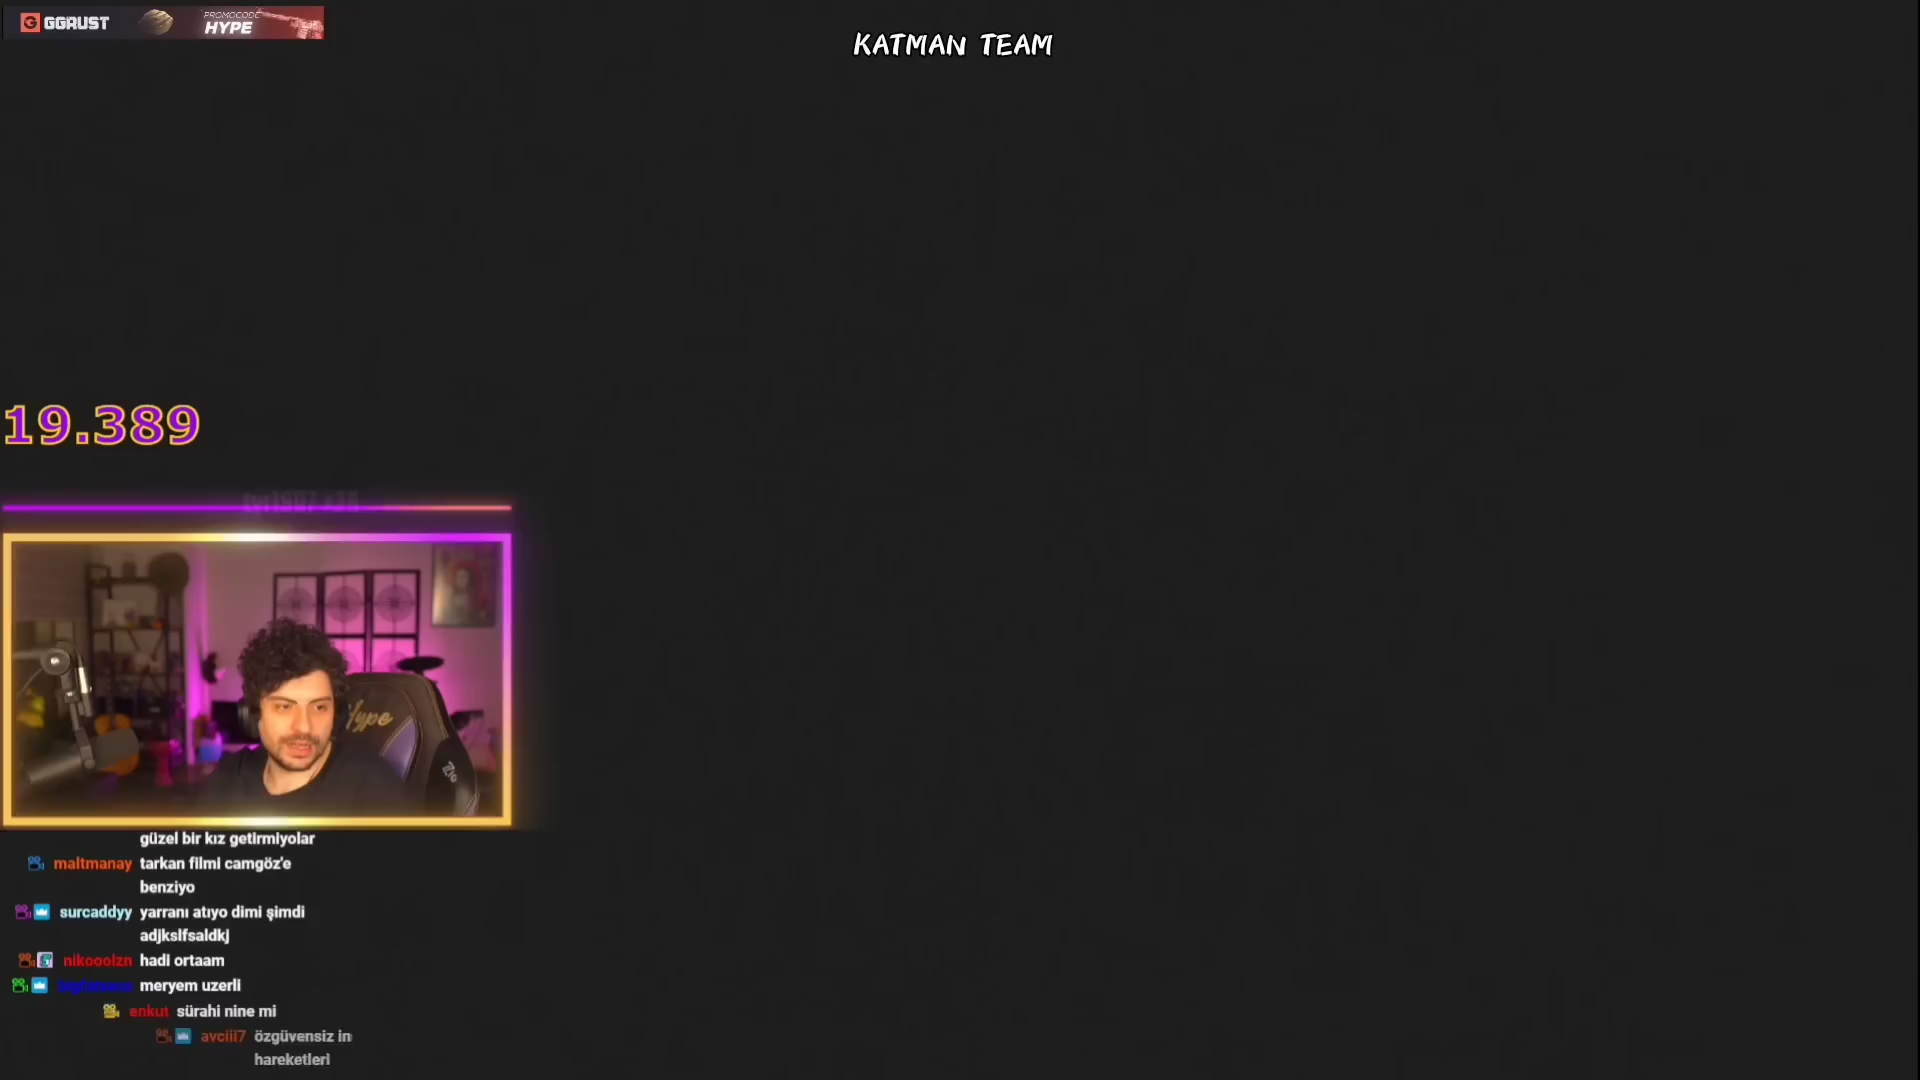 GGRUST
PROMOCODE
HYPE
KATMAN TEAM
19.389
Hype
güzel bir kız getirmiyolar
maltmanay tarkan filmi camgöz'e
benziyo
surcaddyy yarranı atıyo dimi şimdi
adjkslfsaldkj
nikooolzn hadi ortaam
meryem uzerli
enkut sürahi nine mi
avciii7 özgüvensiz in
hareketleri